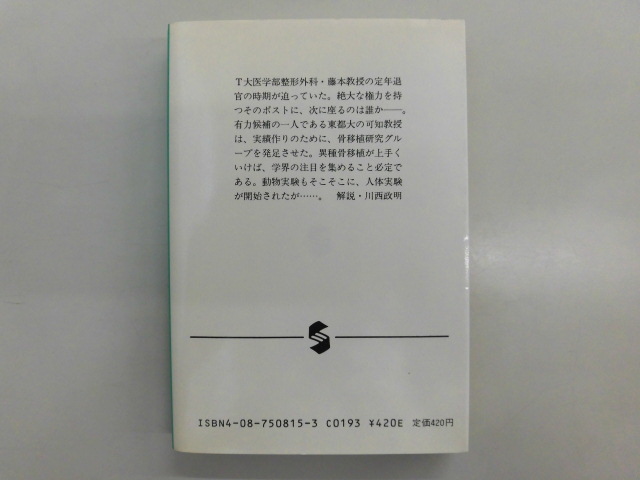 T大医学部整形外科・藤本教授の定年退
官の時期が迫っていた。絶大な権力を持
つそのポストに、次に座るのは誰か──。
有力候補の一人である東都大の可知教授
は、実績作りのために、骨移植研究グル
ープを発足させた。異種骨移植が上手く
いけば、学界の注目を集めること必定で
ある。動物実験もそこそこに、人体実験
が開始されたが……。 解説・川西政明
ISBN4-08-750815-3 C0193 ¥420E 定価420円